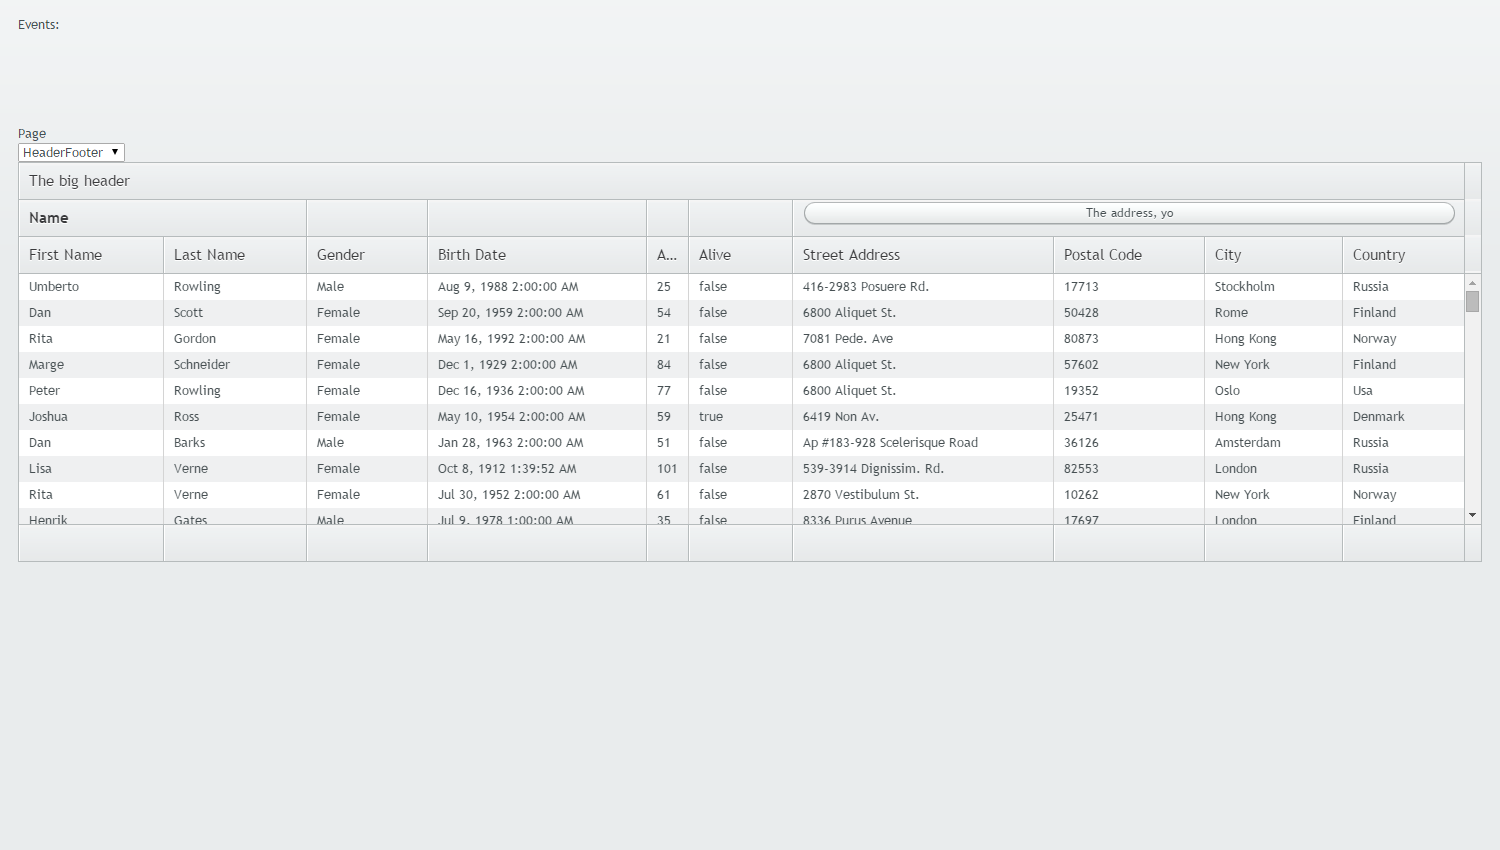 Events:
Page
HeaderFooter ▼
The big header
Name The address, yo
First Name Last Name Gender Birth Date A... Alive Street Address Postal Code City Country
Umberto Rowling Male Aug 9, 1988 2:00:00 AM 25 false 416-2983 Posuere Rd. 17713 Stockholm Russia
Dan Scott Female Sep 20, 1959 2:00:00 AM 54 false 6800 Aliquet St. 50428 Rome Finland
Rita Gordon Female May 16, 1992 2:00:00 AM 21 false 7081 Pede. Ave 80873 Hong Kong Norway
Marge Schneider Female Dec 1, 1929 2:00:00 AM 84 false 6800 Aliquet St. 57602 New York Finland
Peter Rowling Female Dec 16, 1936 2:00:00 AM 77 false 6800 Aliquet St. 19352 Oslo Usa
Joshua Ross Female May 10, 1954 2:00:00 AM 59 true 6419 Non Av. 25471 Hong Kong Denmark
Dan Barks Male Jan 28, 1963 2:00:00 AM 51 false Ap #183-928 Scelerisque Road 36126 Amsterdam Russia
Lisa Verne Female Oct 8, 1912 1:39:52 AM 101 false 539-3914 Dignissim. Rd. 82553 London Russia
Rita Verne Female Jul 30, 1952 2:00:00 AM 61 false 2870 Vestibulum St. 10262 New York Norway
Henrik Gates Male Jul 9, 1978 1:00:00 AM 35 false 8336 Purus Avenue 17697 London Finland